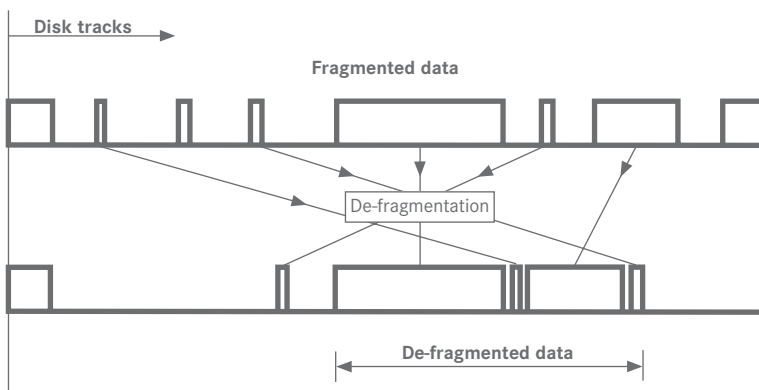 Disk tracks
Fragmented data
De-fragmentation
De-fragmented data